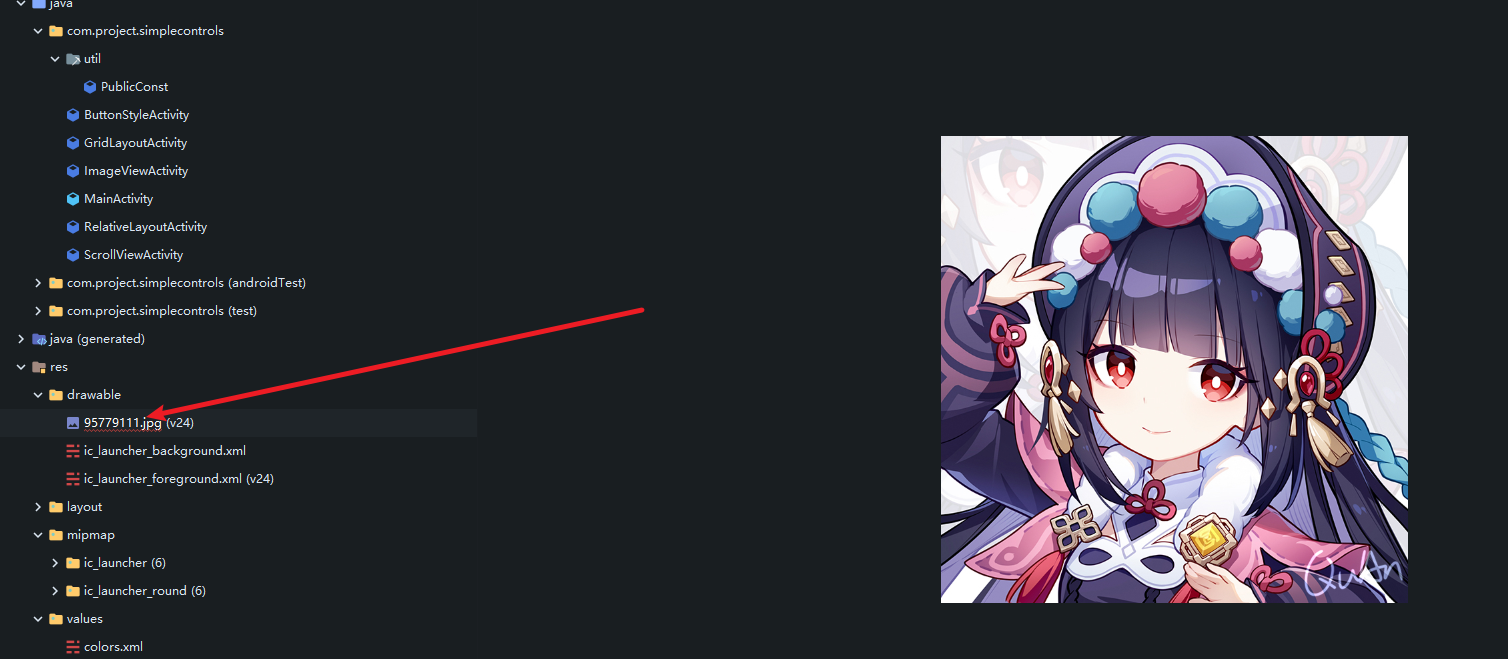 java
com.project.simplecontrols
util
PublicConst
ButtonStyleActivity
GridLayoutActivity
ImageViewActivity
MainActivity
RelativeLayoutActivity
ScrollViewActivity
com.project.simplecontrols (androidTest)
com.project.simplecontrols (test)
java (generated)
res
drawable
95779111.jpg (v24)
ic_launcher_background.xml
ic_launcher_foreground.xml (v24)
layout
mipmap
ic_launcher (6)
ic_launcher_round (6)
values
colors.xml